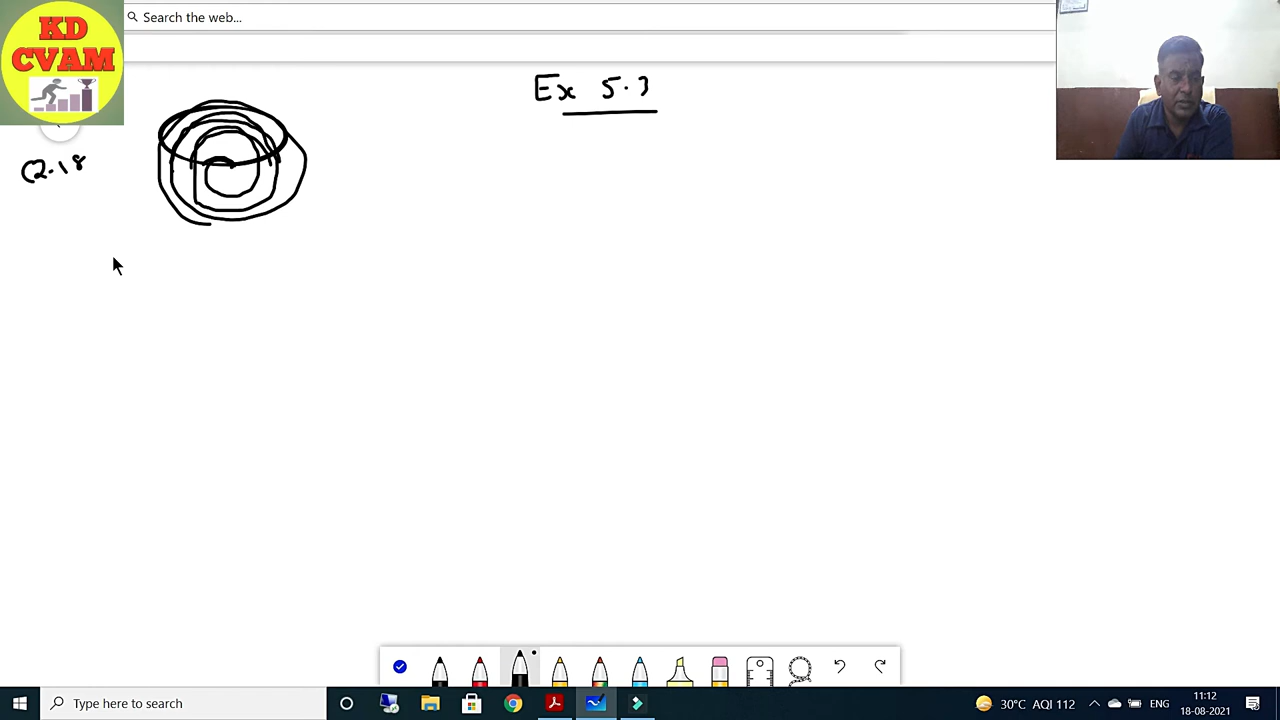 KD
CVAM
Search the web...
Ex 5.3
Q.18
Type here to search
30°C AQI 112
ENG
11:12
18-08-2021